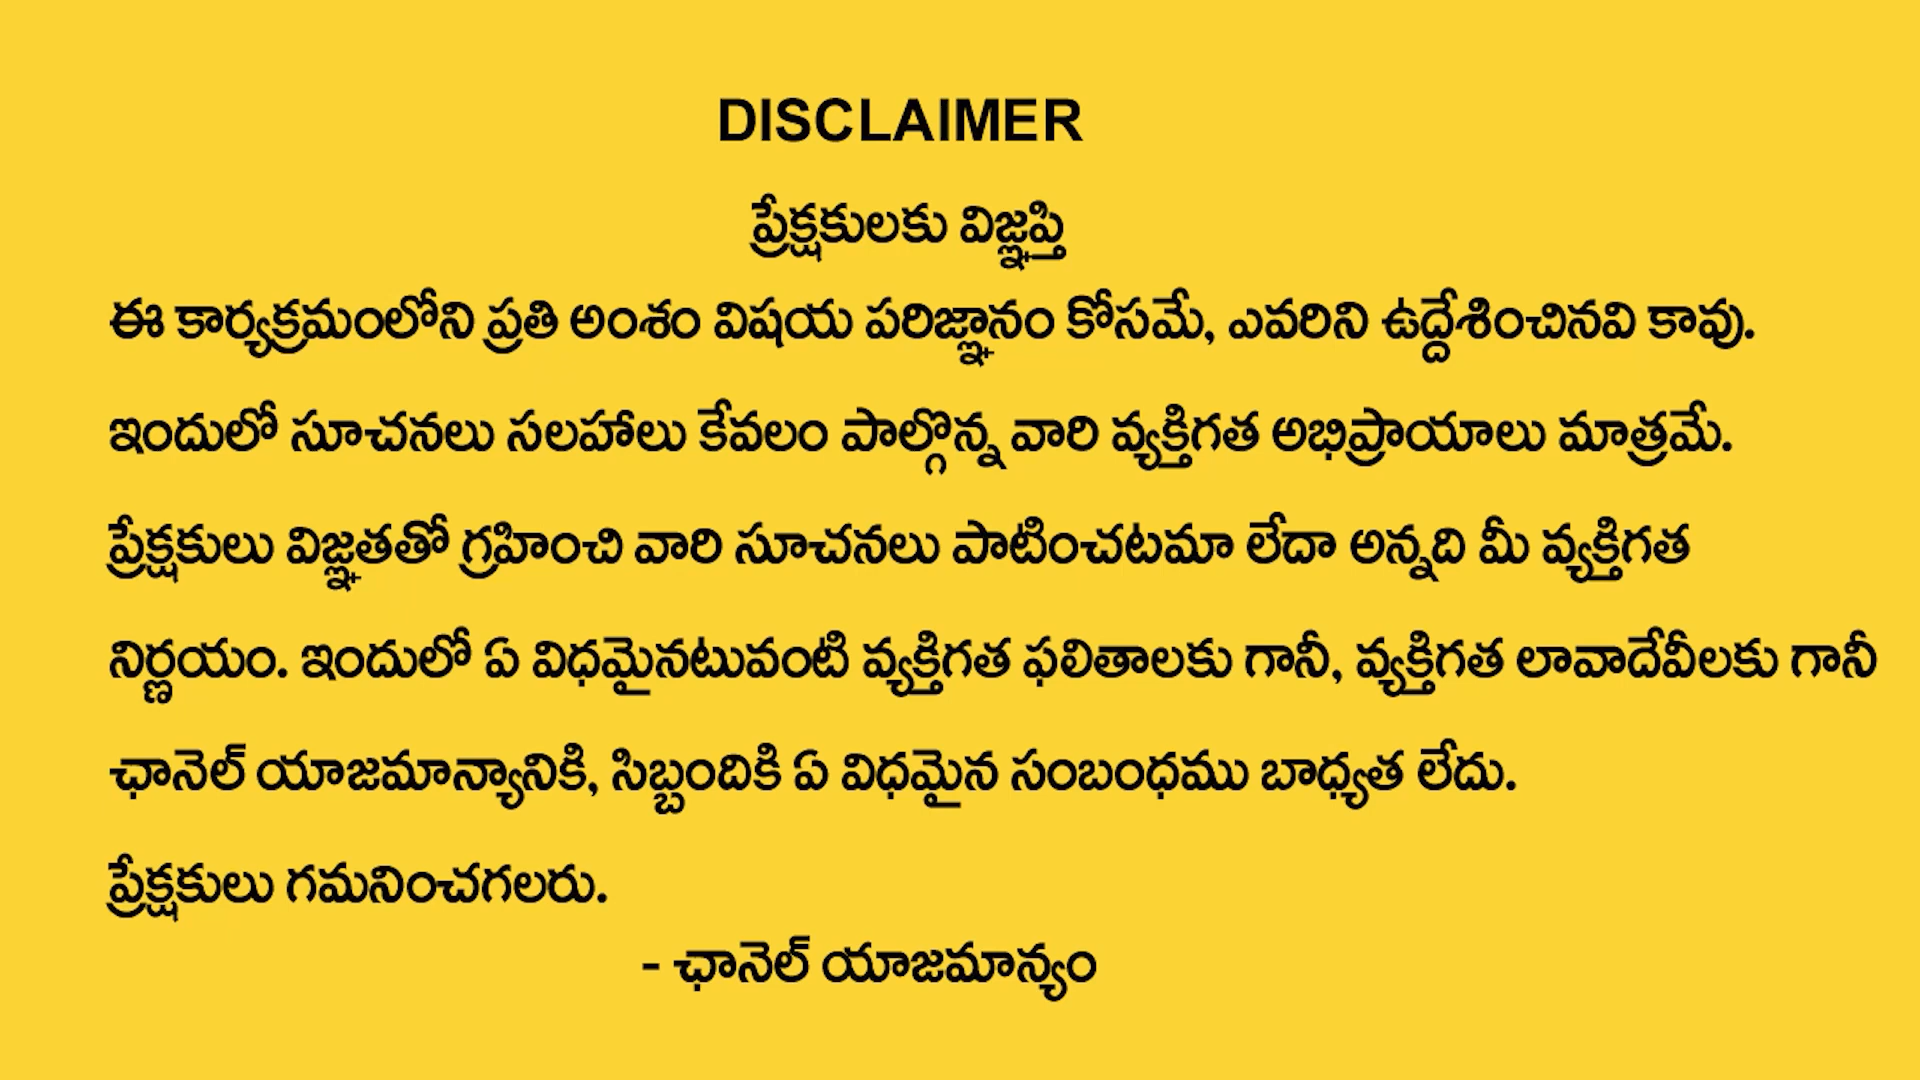 DISCLAIMER
ప్రేక్షకులకు విజ్ఞప్తి
ఈ కార్యక్రమంలోని ప్రతి అంశం విషయ పరిజ్ఞానం కోసమే, ఎవరిని ఉద్దేశించినవి కావు.
ఇందులో సూచనలు సలహాలు కేవలం పాల్గొన్న వారి వ్యక్తిగత అభిప్రాయాలు మాత్రమే.
ప్రేక్షకులు విజ్ఞతతో గ్రహించి వారి సూచనలు పాటించటమా లేదా అన్నది మీ వ్యక్తిగత
నిర్ణయం. ఇందులో ఏ విధమైనటువంటి వ్యక్తిగత ఫలితాలకు గానీ, వ్యక్తిగత లావాదేవీలకు గానీ
ఛానెల్ యాజమాన్యానికి, సిబ్బందికి ఏ విధమైన సంబంధము బాధ్యత లేదు.
ప్రేక్షకులు గమనించగలరు.
- ఛానెల్ యాజమాన్యం